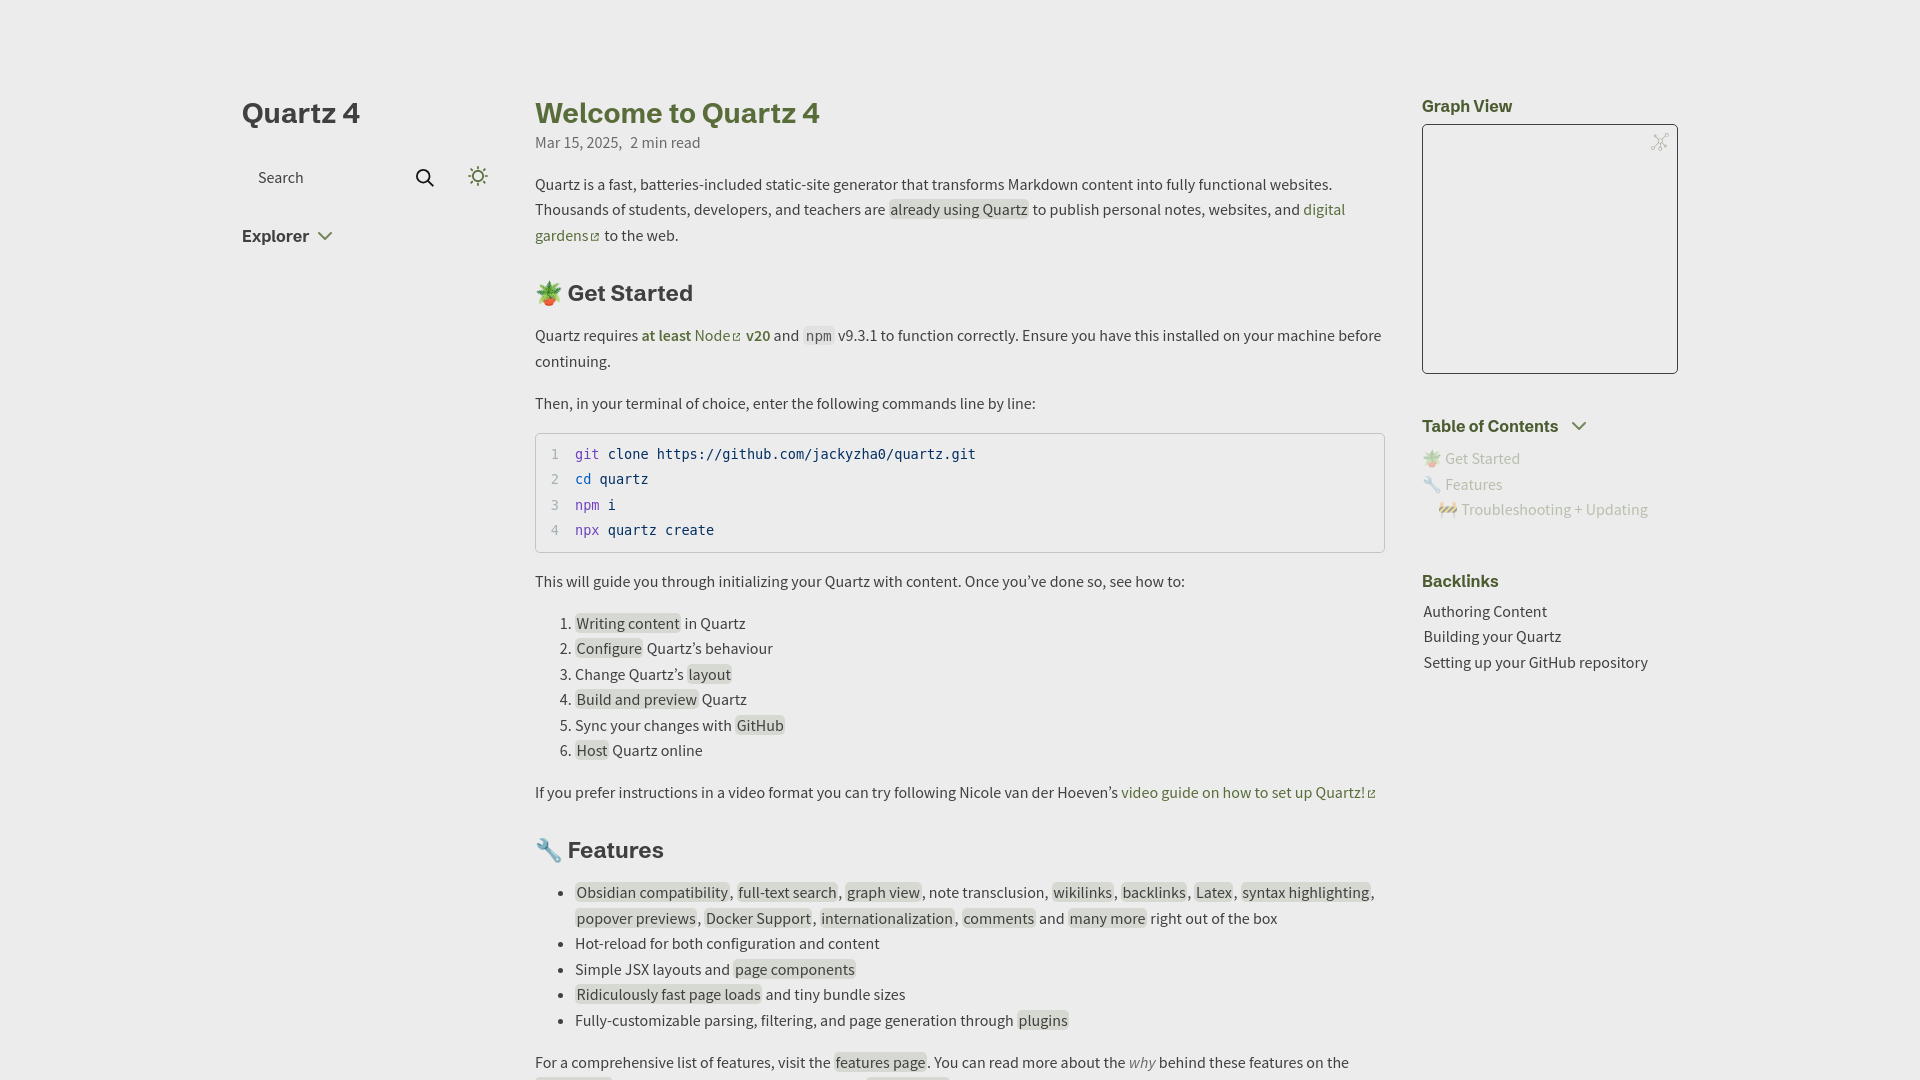 Quartz 4
Search
Explorer
Welcome to Quartz 4
Mar 15, 2025, 2 min read
Quartz is a fast, batteries-included static-site generator that transforms Markdown content into fully functional websites.
Thousands of students, developers, and teachers are already using Quartz to publish personal notes, websites, and digital
gardens to the web.
🪴 Get Started
Quartz requires at least Node v20 and npm v9.3.1 to function correctly. Ensure you have this installed on your machine before
continuing.
Then, in your terminal of choice, enter the following commands line by line:
1 git clone https://github.com/jackyzha0/quartz.git
2 cd quartz
3 npm i
4 npx quartz create
This will guide you through initializing your Quartz with content. Once you’ve done so, see how to:
1. Writing content in Quartz
2. Configure Quartz’s behaviour
3. Change Quartz’s layout
4. Build and preview Quartz
5. Sync your changes with GitHub
6. Host Quartz online
If you prefer instructions in a video format you can try following Nicole van der Hoeven’s video guide on how to set up Quartz!
🔧 Features
• Obsidian compatibility, full-text search, graph view, note transclusion, wikilinks, backlinks, Latex, syntax highlighting,
popover previews, Docker Support, internationalization, comments and many more right out of the box
• Hot-reload for both configuration and content
• Simple JSX layouts and page components
• Ridiculously fast page loads and tiny bundle sizes
• Fully-customizable parsing, filtering, and page generation through plugins
For a comprehensive list of features, visit the features page. You can read more about the why behind these features on the
Graph View
Table of Contents
🪴 Get Started
🔧 Features
🚧 Troubleshooting + Updating
Backlinks
Authoring Content
Building your Quartz
Setting up your GitHub repository